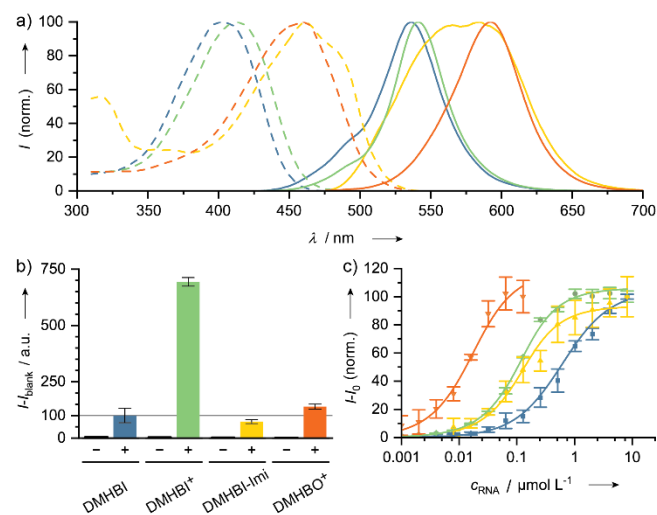 a)
I (norm.)
100
80
60
40
20
0
300 350 400 450 500 550 600 650 700
λ / nm
b)
I-I_blank / a.u.
750
500
250
100
0
− + − + − + − +
DMHBI DMHBI⁺ DMHBI-Imi DMHBO⁺
c)
I-I₀ (norm.)
120
100
80
60
40
20
0
0.001 0.01 0.1 1 10
c_RNA / µmol L⁻¹